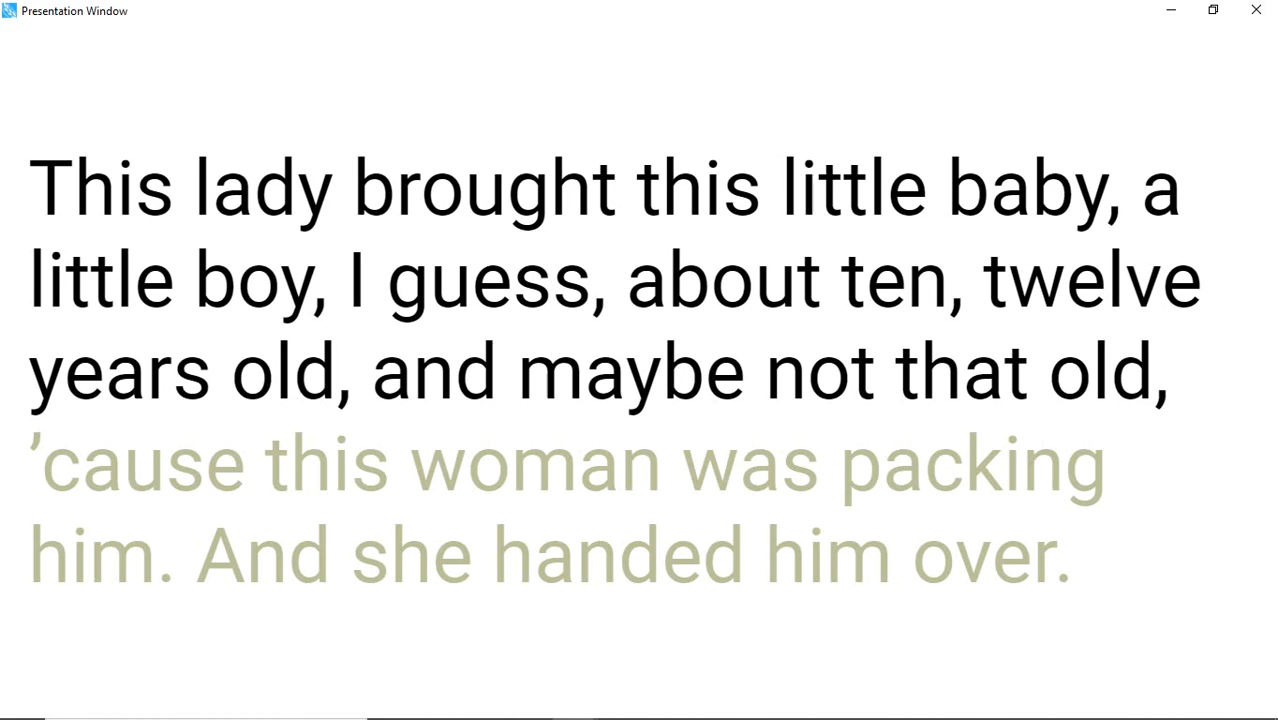 Presentation Window
This lady brought this little baby, a
little boy, I guess, about ten, twelve
years old, and maybe not that old,
’cause this woman was packing
him. And she handed him over.